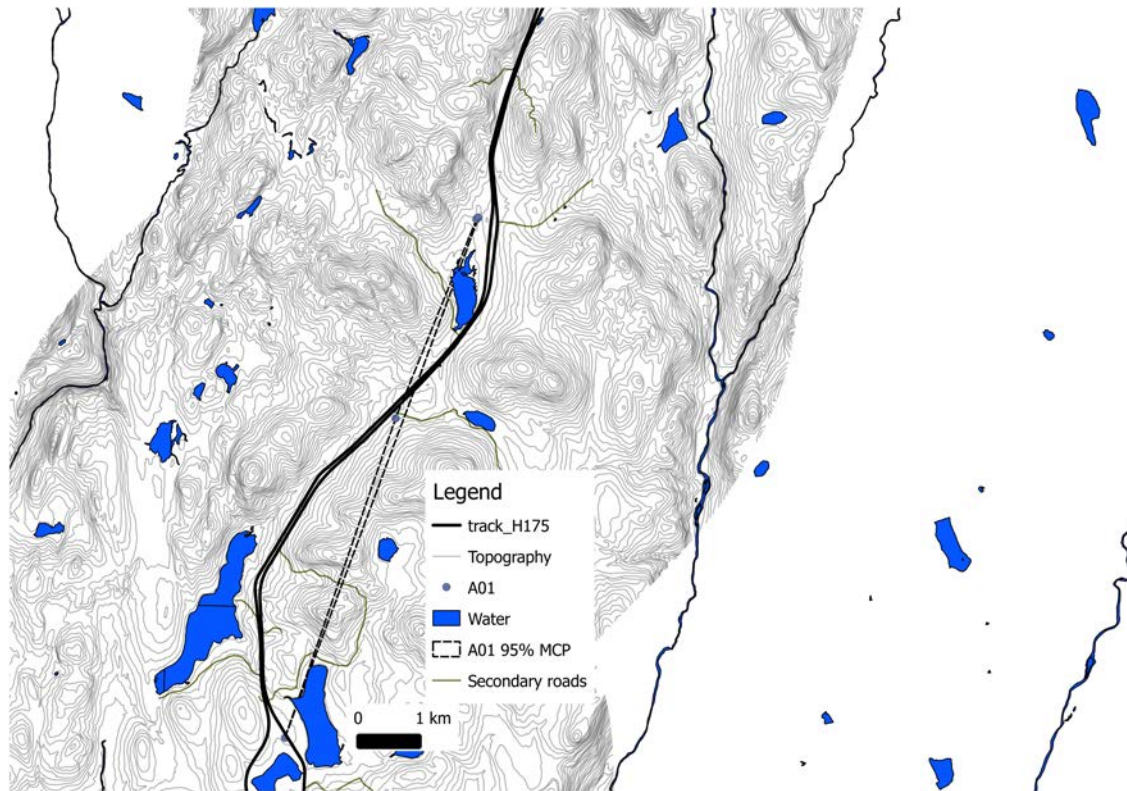 Legend
track_H175
Topography
A01
Water
A01 95% MCP
Secondary roads
0 1 km